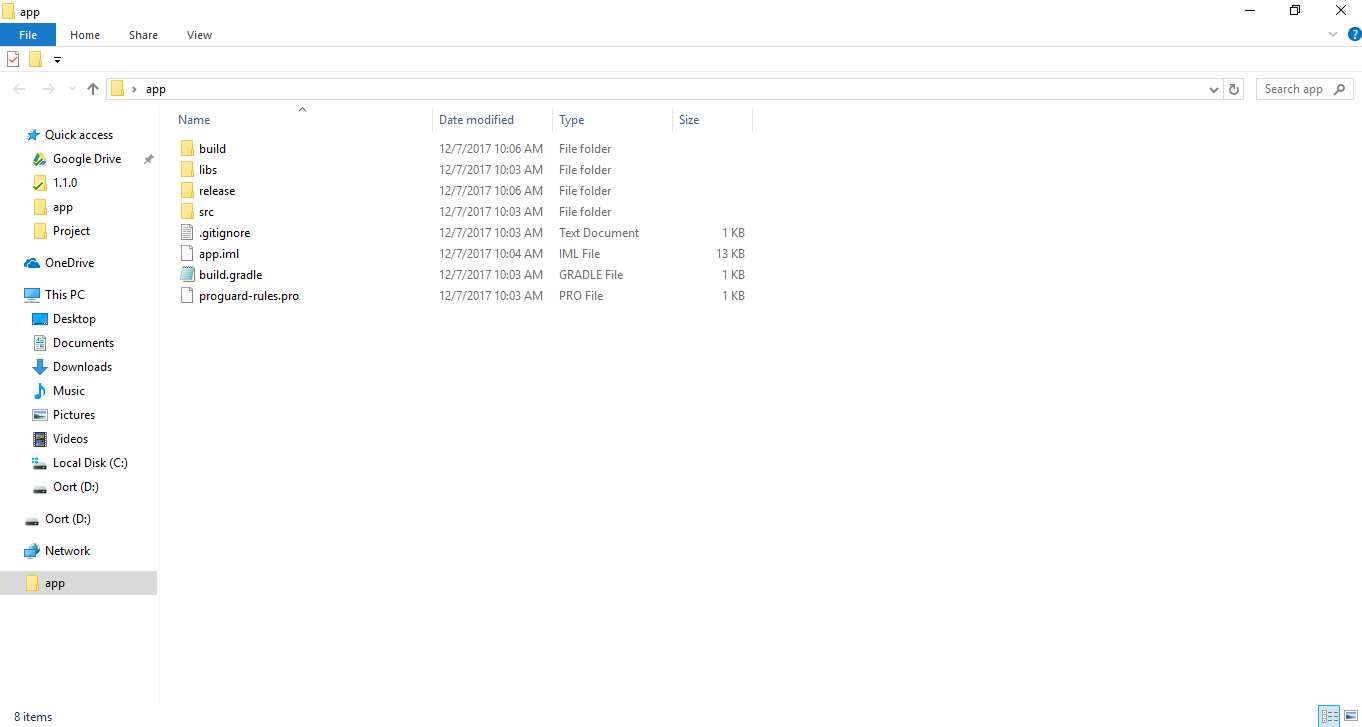 app
File Home Share View
app
Search app
Name Date modified Type Size
Quick access
Google Drive
1.1.0
app
Project
OneDrive
This PC
Desktop
Documents
Downloads
Music
Pictures
Videos
Local Disk (C:)
Oort (D:)
Oort (D:)
Network
app
build 12/7/2017 10:06 AM File folder
libs 12/7/2017 10:03 AM File folder
release 12/7/2017 10:06 AM File folder
src 12/7/2017 10:03 AM File folder
.gitignore 12/7/2017 10:03 AM Text Document 1 KB
app.iml 12/7/2017 10:04 AM IML File 13 KB
build.gradle 12/7/2017 10:03 AM GRADLE File 1 KB
proguard-rules.pro 12/7/2017 10:03 AM PRO File 1 KB
8 items